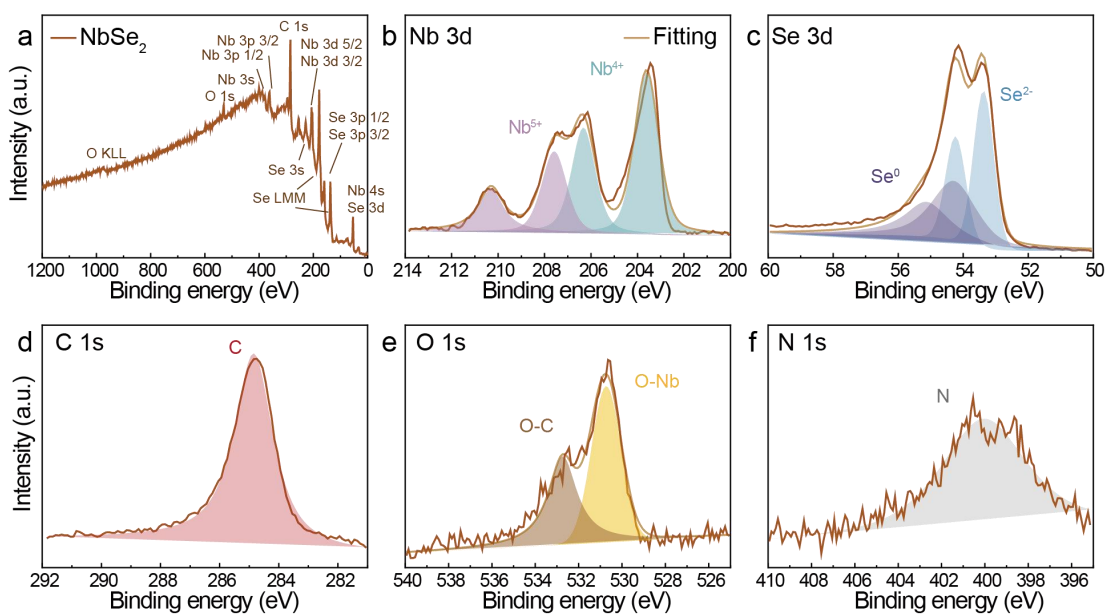 a
NbSe₂
C 1s
Nb 3p 3/2
Nb 3p 1/2
Nb 3d 5/2
Nb 3d 3/2
Nb 3s
O 1s
Se 3p 1/2
Se 3p 3/2
O KLL
Se 3s
Se LMM
Nb 4s
Se 3d
Intensity (a.u.)
1200 1000 800 600 400 200 0
Binding energy (eV)
b
Nb 3d
Fitting
Nb⁴⁺
Nb⁵⁺
214 212 210 208 206 204 202 200
Binding energy (eV)
c
Se 3d
Se²⁻
Se⁰
60 58 56 54 52 50
Binding energy (eV)
d
C 1s
C
Intensity (a.u.)
292 290 288 286 284 282
Binding energy (eV)
e
O 1s
O-Nb
O-C
540 538 536 534 532 530 528 526
Binding energy (eV)
f
N 1s
N
410 408 406 404 402 400 398 396
Binding energy (eV)